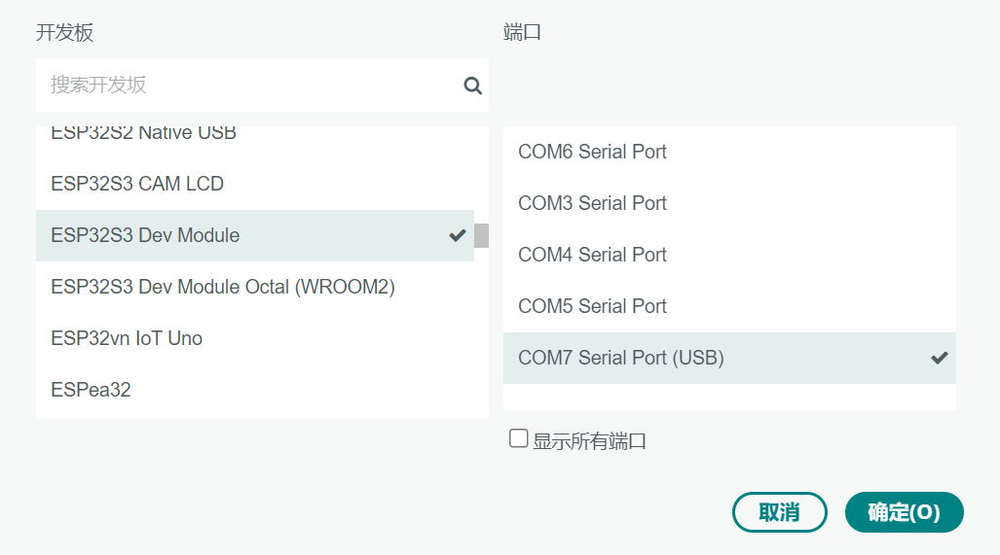 开发板
端口
搜索开发坂
ESP32S2 Native USB
ESP32S3 CAM LCD
ESP32S3 Dev Module
ESP32S3 Dev Module Octal (WROOM2)
ESP32vn IoT Uno
ESPea32
COM6 Serial Port
COM3 Serial Port
COM4 Serial Port
COM5 Serial Port
COM7 Serial Port (USB)
显示所有端口
取消
确定(O)